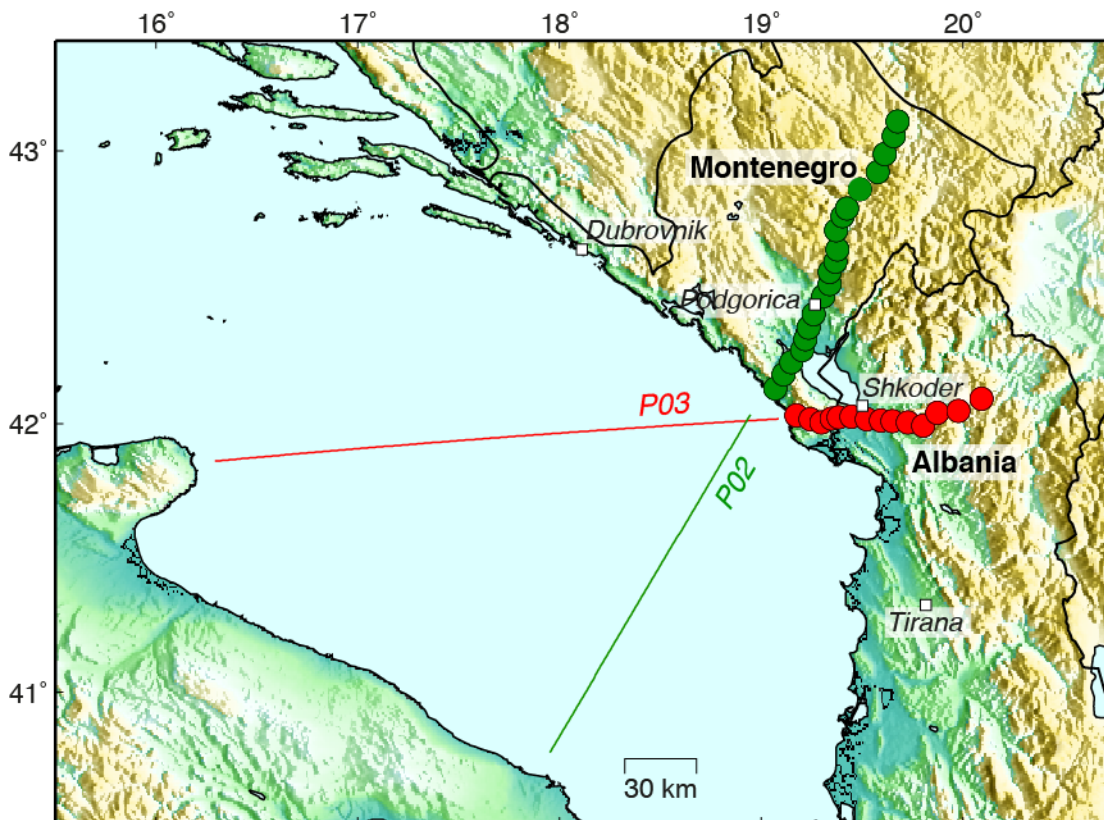 16° 17° 18° 19° 20°
43°
Montenegro
Dubrovnik
Podgorica
Shkoder
42°
P03
Albania
P02
Tirana
41°
30 km